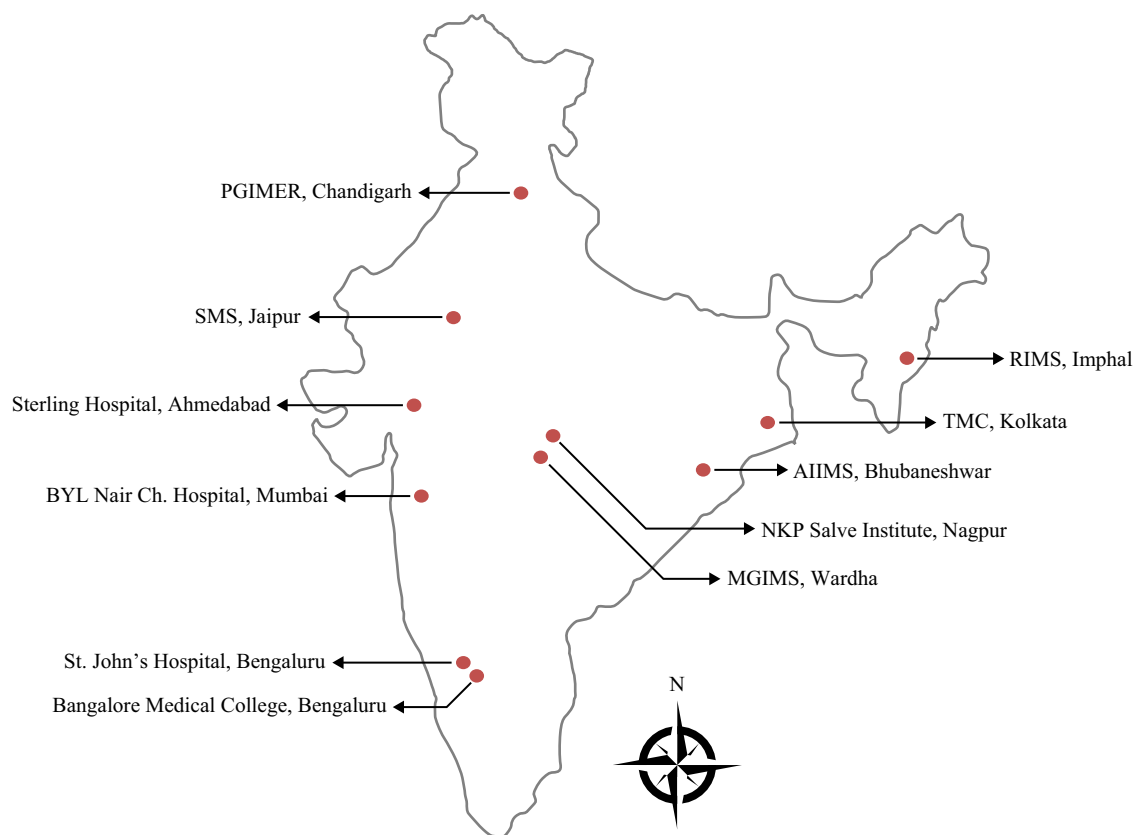 PGIMER, Chandigarh
SMS, Jaipur
RIMS, Imphal
Sterling Hospital, Ahmedabad
TMC, Kolkata
AIIMS, Bhubaneshwar
BYL Nair Ch. Hospital, Mumbai
NKP Salve Institute, Nagpur
MGIMS, Wardha
St. John’s Hospital, Bengaluru
Bangalore Medical College, Bengaluru
N